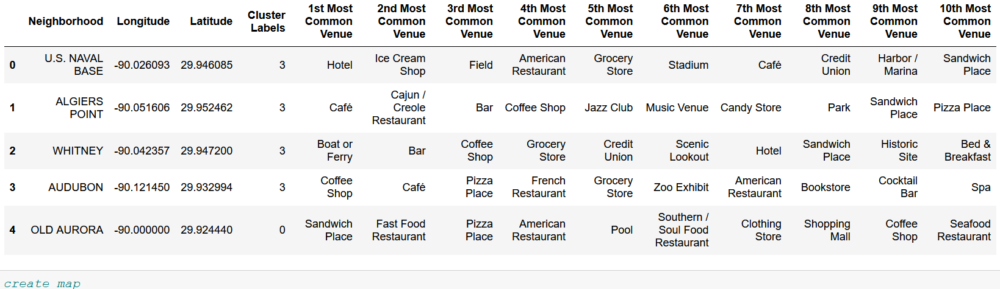 Neighborhood Longitude Latitude Cluster Labels 1st Most Common Venue 2nd Most Common Venue 3rd Most Common Venue 4th Most Common Venue 5th Most Common Venue 6th Most Common Venue 7th Most Common Venue 8th Most Common Venue 9th Most Common Venue 10th Most Common Venue
0 U.S. NAVAL BASE -90.026093 29.946085 3 Hotel Ice Cream Shop Field American Restaurant Grocery Store Stadium Café Credit Union Harbor / Marina Sandwich Place
1 ALGIERS POINT -90.051606 29.952462 3 Café Cajun / Creole Restaurant Bar Coffee Shop Jazz Club Music Venue Candy Store Park Sandwich Place Pizza Place
2 WHITNEY -90.042357 29.947200 3 Boat or Ferry Bar Coffee Shop Grocery Store Credit Union Scenic Lookout Hotel Sandwich Place Historic Site Bed & Breakfast
3 AUDUBON -90.121450 29.932994 3 Coffee Shop Café Pizza Place French Restaurant Grocery Store Zoo Exhibit American Restaurant Bookstore Cocktail Bar Spa
4 OLD AURORA -90.000000 29.924440 0 Sandwich Place Fast Food Restaurant Pizza Place American Restaurant Pool Southern / Soul Food Restaurant Clothing Store Shopping Mall Coffee Shop Seafood Restaurant
create map